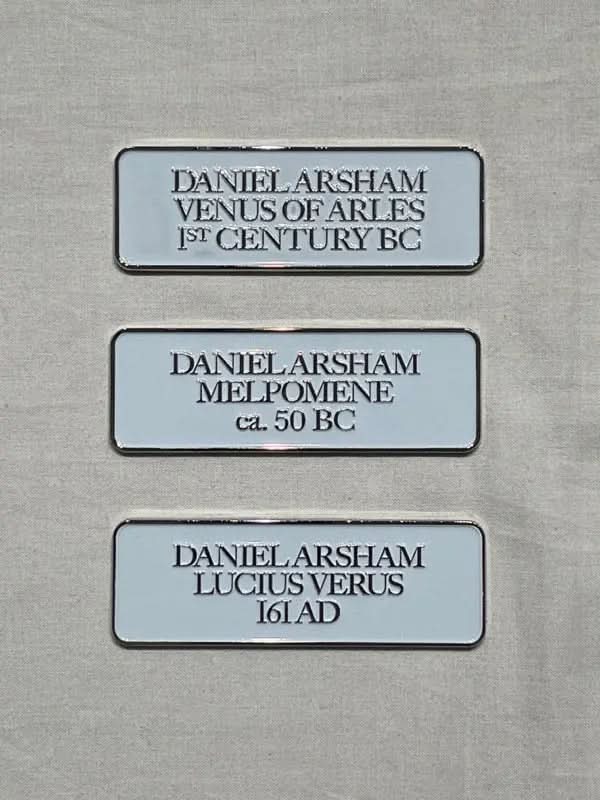 DANIEL ARSHAM
VENUS OF ARLES
1ST CENTURY BC
DANIEL ARSHAM
MELPOMENE
ca. 50 BC
DANIEL ARSHAM
LUCIUS VERUS
161 AD